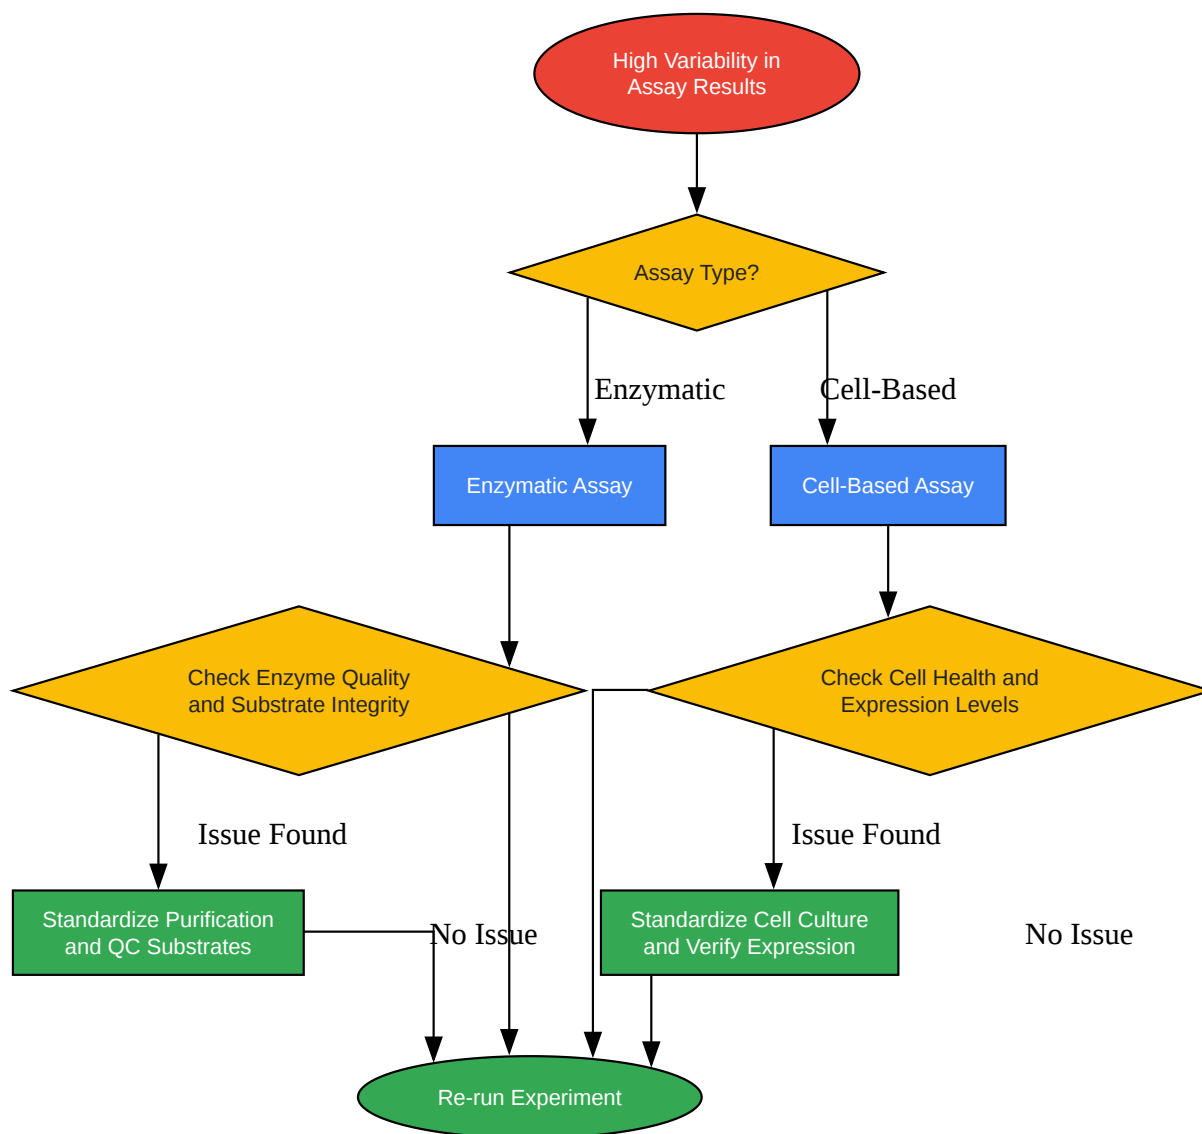 High Variability in
Assay Results
Assay Type?
Enzymatic
Cell-Based
Enzymatic Assay
Cell-Based Assay
Check Enzyme Quality
and Substrate Integrity
Check Cell Health and
Expression Levels
Issue Found
Issue Found
Standardize Purification
and QC Substrates
No Issue
Standardize Cell Culture
and Verify Expression
No Issue
Re-run Experiment